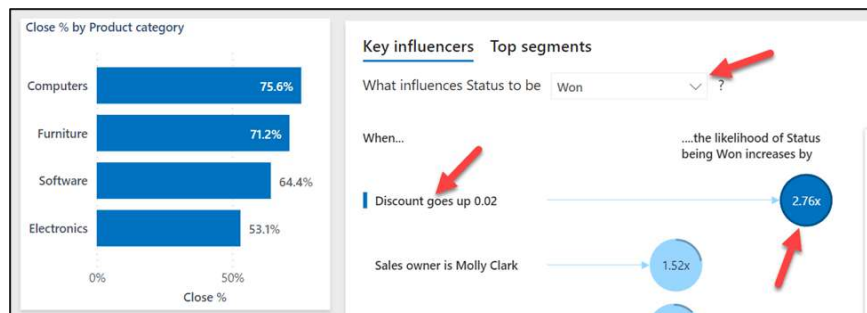 Close % by Product category
Computers 75.6%
Furniture 71.2%
Software 64.4%
Electronics 53.1%
0% 50%
Close %
Key influencers Top segments
What influences Status to be Won ?
When...
....the likelihood of Status
being Won increases by
Discount goes up 0.02 2.76x
Sales owner is Molly Clark 1.52x